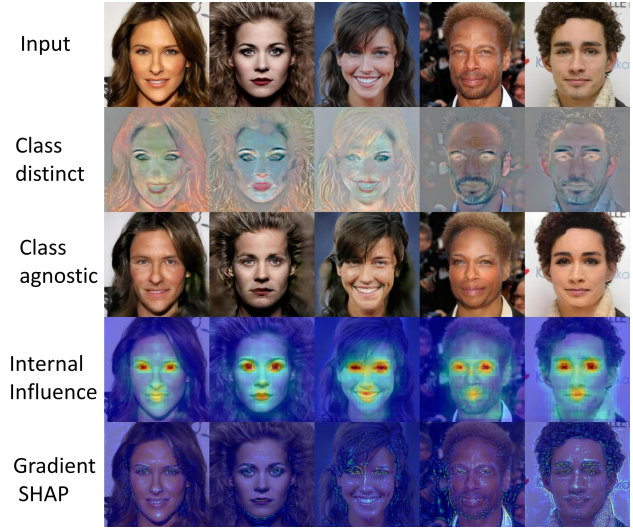 Input
Class
distinct
Class
agnostic
Internal
Influence
Gradient
SHAP